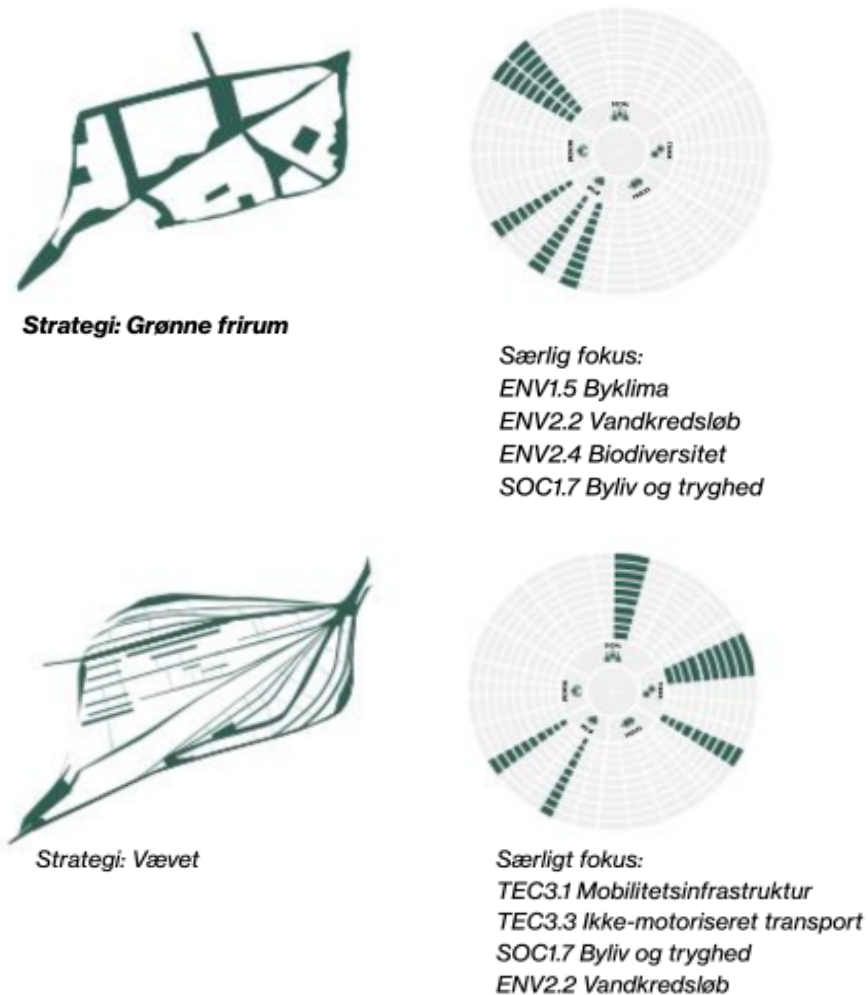 Strategi: Grønne frirum
Særlig fokus:
ENV1.5 Byklima
ENV2.2 Vandkredsløb
ENV2.4 Biodiversitet
SOC1.7 Byliv og tryghed
Strategi: Vævet
Særligt fokus:
TEC3.1 Mobilitetsinfrastruktur
TEC3.3 Ikke-motoriseret transport
SOC1.7 Byliv og tryghed
ENV2.2 Vandkredsløb